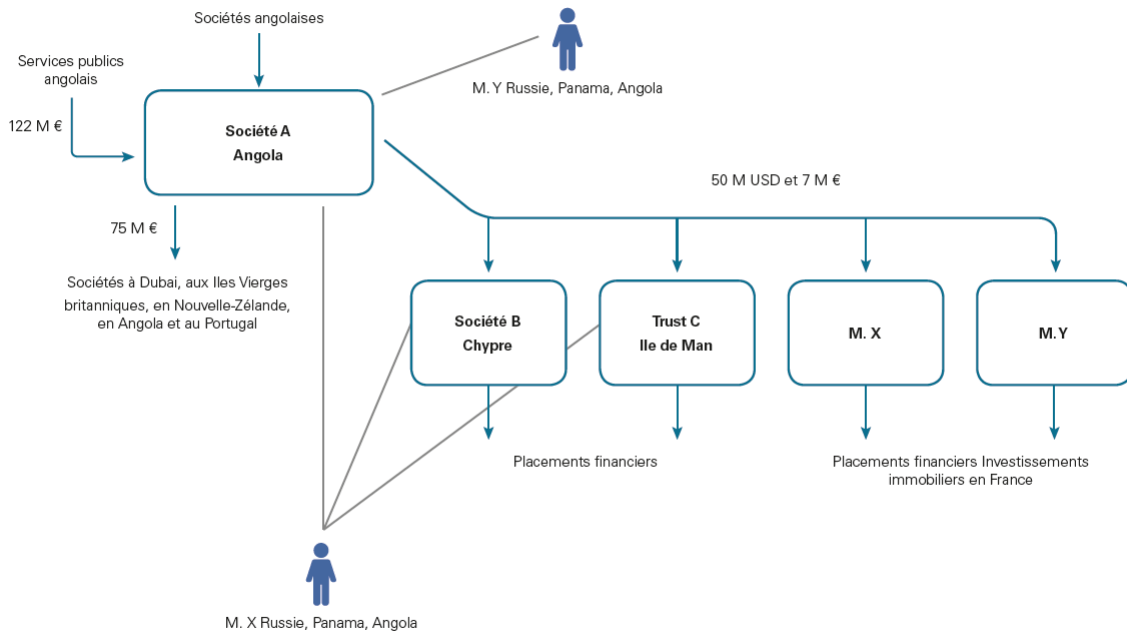 Sociétés angolaises
Services publics
angolais
M. Y Russie, Panama, Angola
122 M €
Société A
Angola
50 M USD et 7 M €
75 M €
Sociétés à Dubai, aux Iles Vierges
britanniques, en Nouvelle-Zélande,
en Angola et au Portugal
Société B
Chypre
Trust C
Ile de Man
M. X
M. Y
Placements financiers
Placements financiers Investissements
immobiliers en France
M. X Russie, Panama, Angola